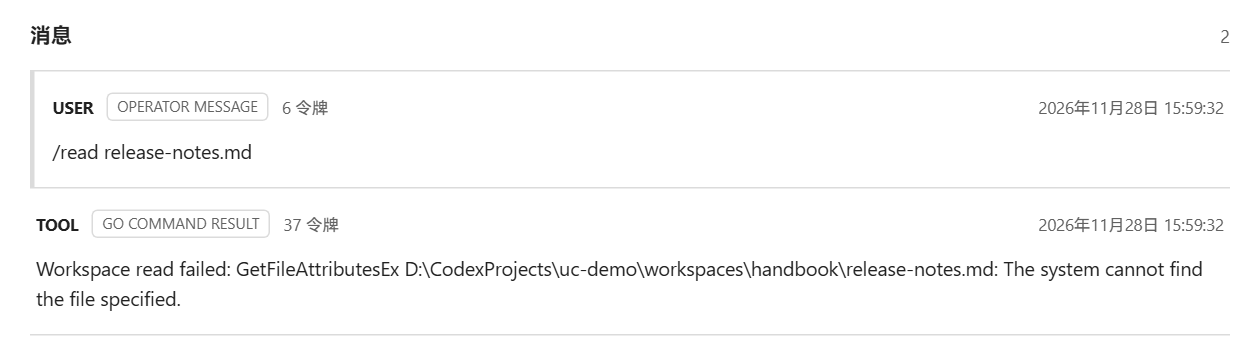 消息 2
USER OPERATOR MESSAGE 6 令牌 2026年11月28日 15:59:32
/read release-notes.md
TOOL GO COMMAND RESULT 37 令牌 2026年11月28日 15:59:32
Workspace read failed: GetFileAttributesEx D:\CodexProjects\uc-demo\workspaces\handbook\release-notes.md: The system cannot find
the file specified.